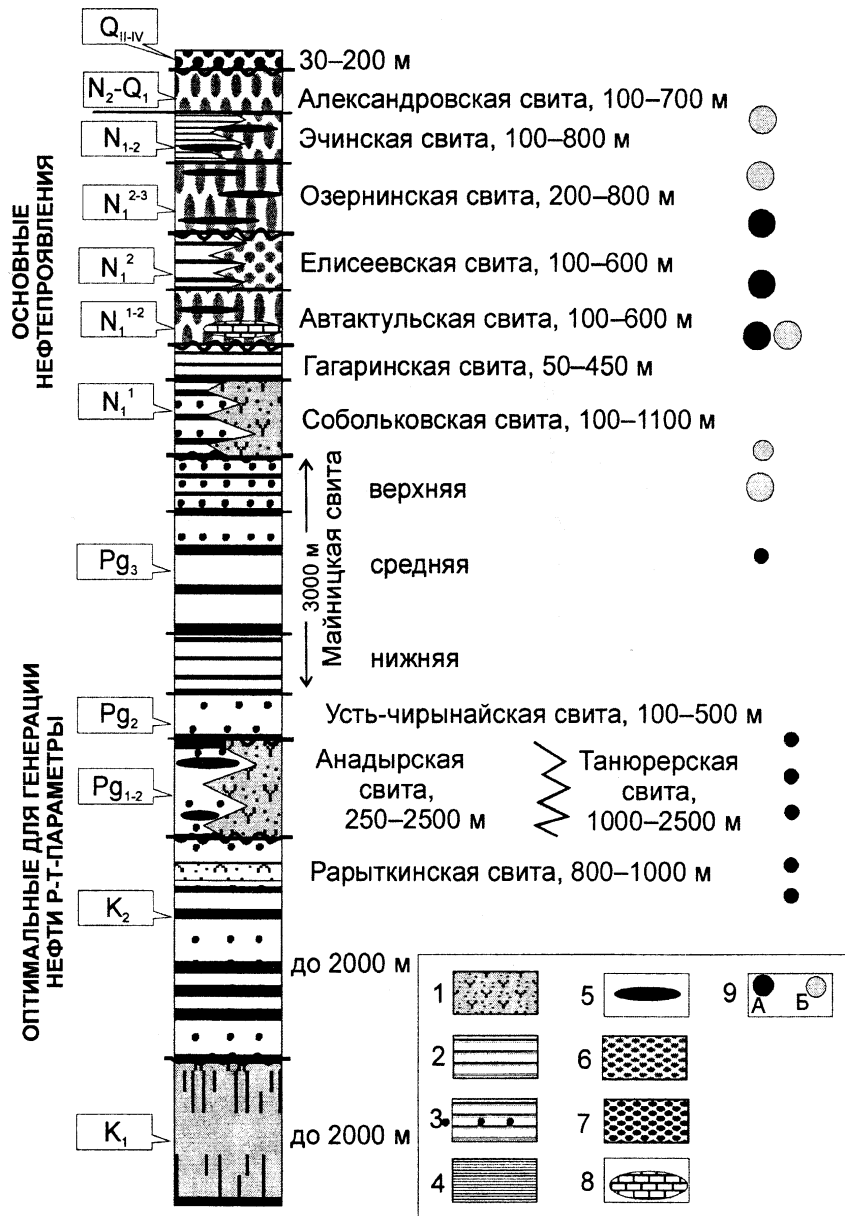 Q II-IV
30–200 м
N2-Q1
Александровская свита, 100–700 м
N1-2
Эчинская свита, 100–800 м
N1 2-3
Озернинская свита, 200–800 м
N1 2
Елисеевская свита, 100–600 м
N1 1-2
Автактульская свита, 100–600 м
Гагаринская свита, 50–450 м
N1 1
Собольковская свита, 100–1100 м
ОСНОВНЫЕ
НЕФТЕПРОЯВЛЕНИЯ
верхняя
Pg3
средняя
3000 м
Майницкая свита
нижняя
Pg2
Усть-чирынайская свита, 100–500 м
Pg1-2
Анадырская
свита,
250–2500 м
Танюрерская
свита,
1000–2500 м
Рарыткинская свита, 800–1000 м
K2
до 2000 м
K1
до 2000 м
ОПТИМАЛЬНЫЕ ДЛЯ ГЕНЕРАЦИИ
НЕФТИ Р-Т-ПАРАМЕТРЫ
1
2
3
4
5
6
7
8
9
А
Б